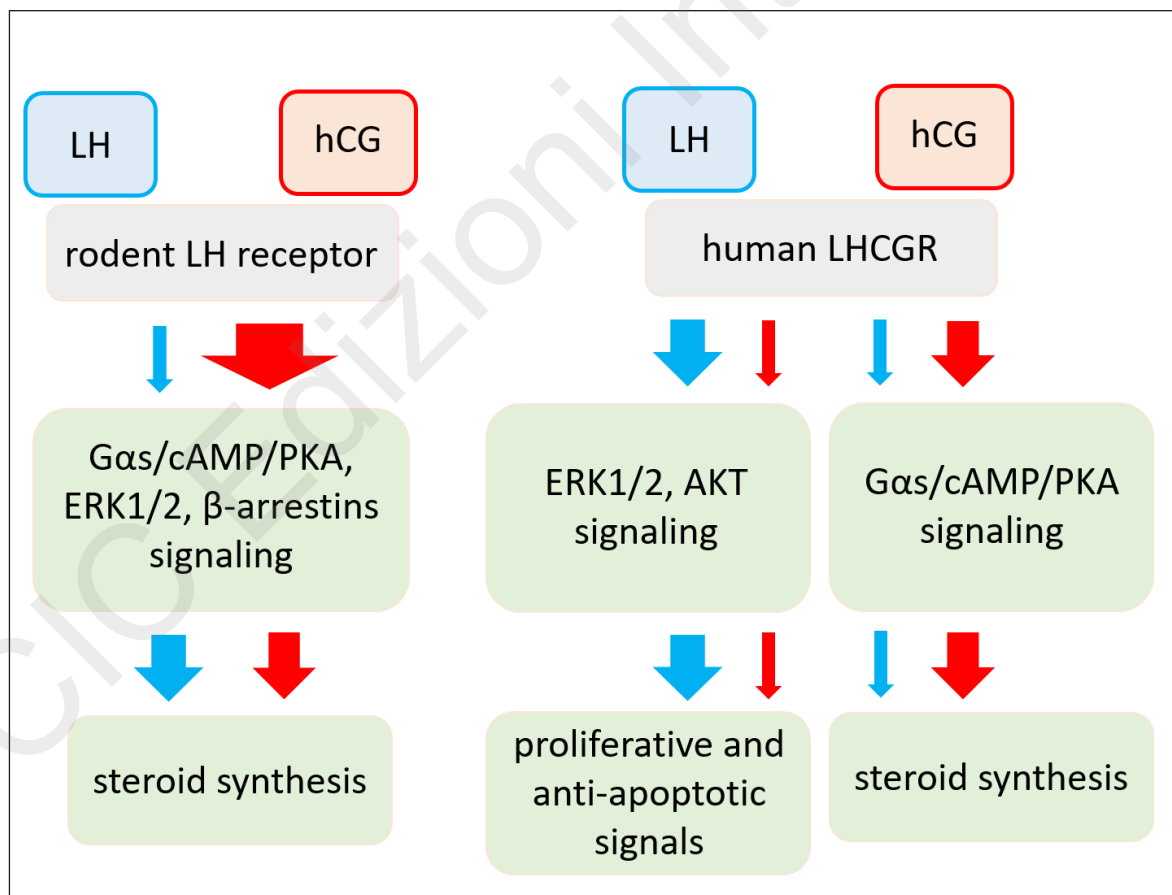 LH
hCG
rodent LH receptor
Gαs/cAMP/PKA,
ERK1/2, β-arrestins
signaling
steroid synthesis
LH
hCG
human LHCGR
ERK1/2, AKT
signaling
Gαs/cAMP/PKA
signaling
proliferative and
anti-apoptotic
signals
steroid synthesis
CIC Edizioni In